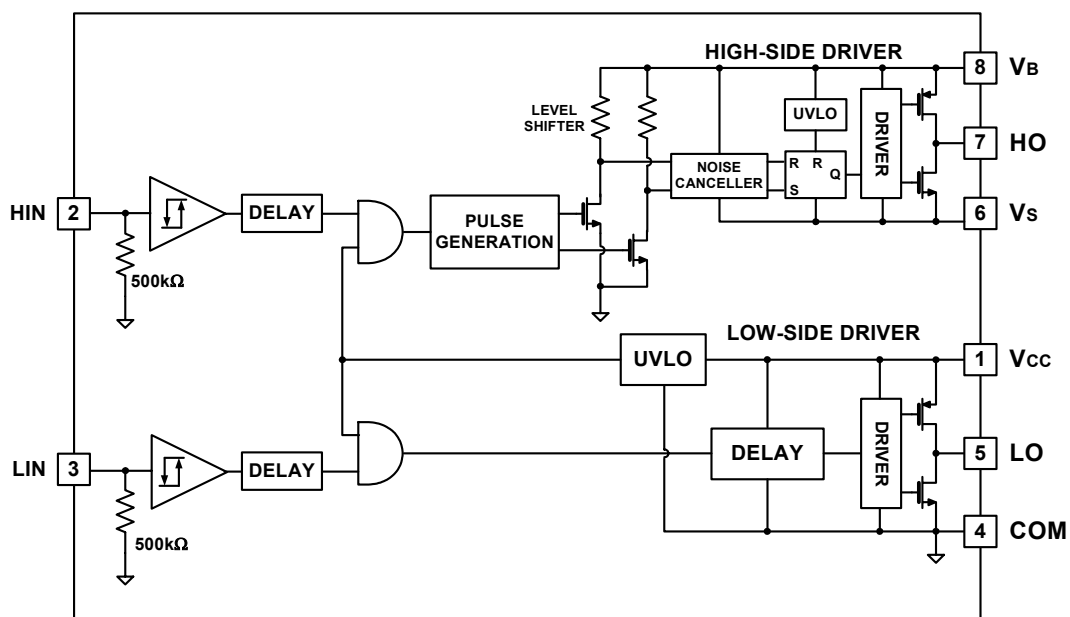 HIGH-SIDE DRIVER
8 VB
LEVEL
SHIFTER
UVLO
DRIVER
7 HO
NOISE
CANCELLER
R R
Q
S
HIN 2
DELAY
PULSE
GENERATION
6 VS
500kΩ
LOW-SIDE DRIVER
UVLO
1 VCC
LIN 3
DELAY
DELAY
DRIVER
5 LO
500kΩ
4 COM